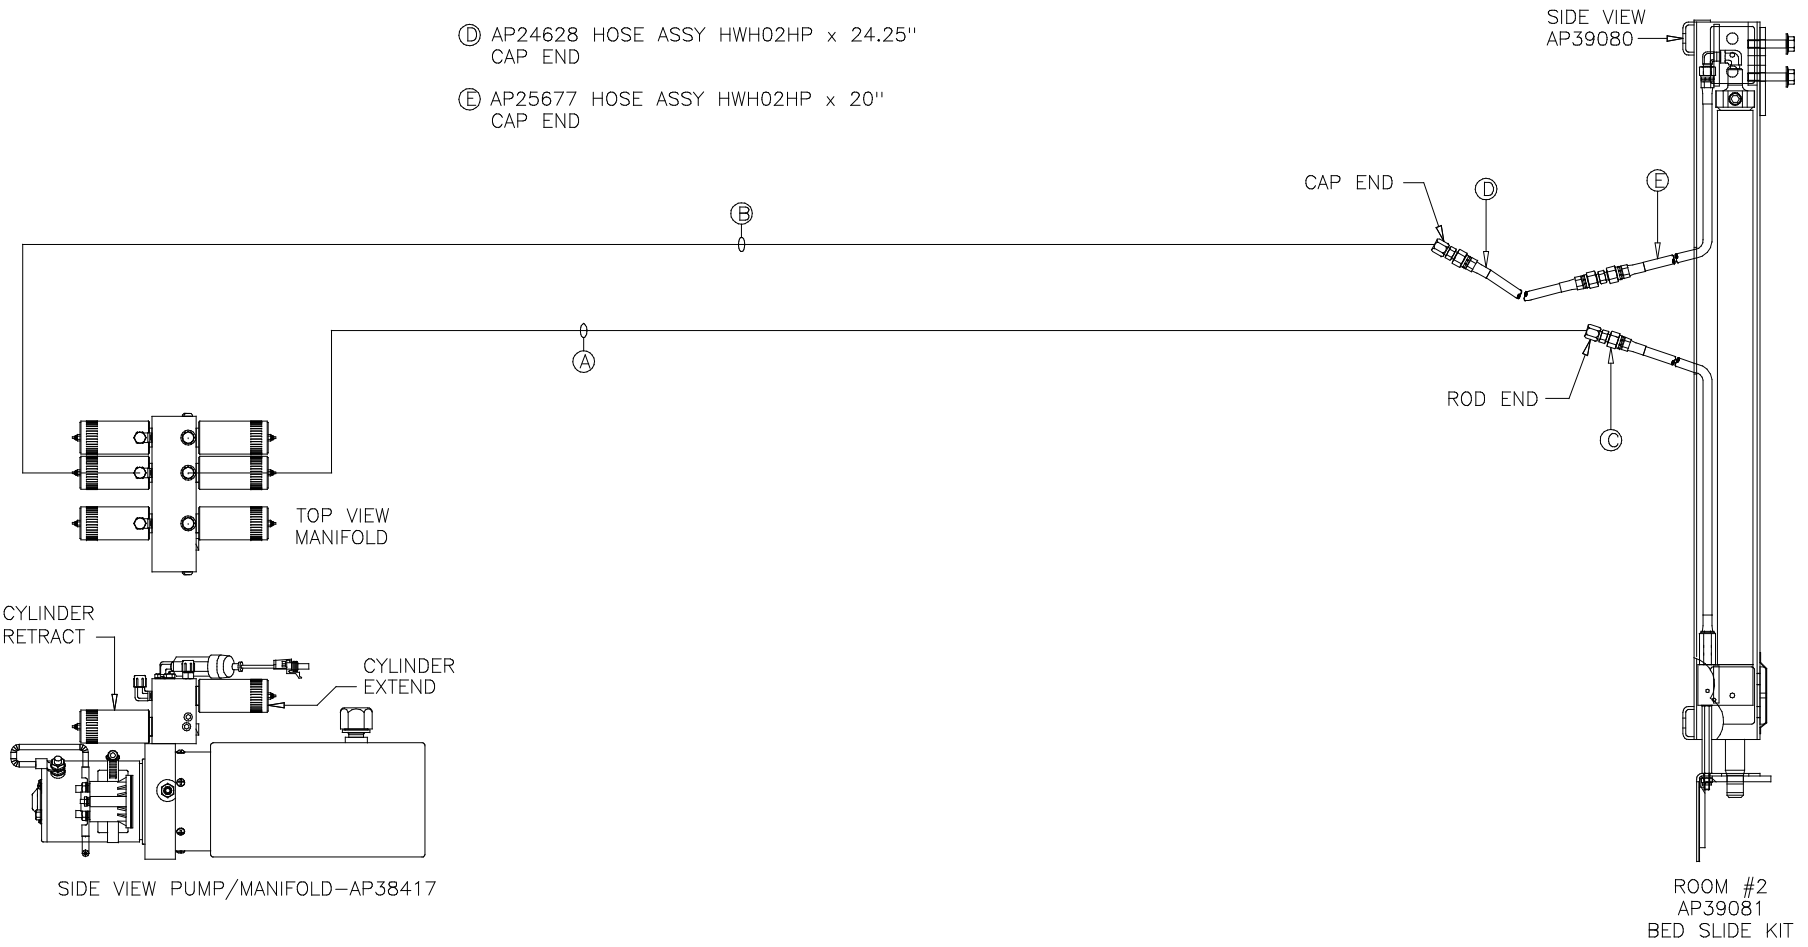 Ⓓ AP24628 HOSE ASSY HWH02HP x 24.25"
CAP END
Ⓔ AP25677 HOSE ASSY HWH02HP x 20"
CAP END
SIDE VIEW
AP39080
CAP END
D
E
B
A
ROD END
C
TOP VIEW
MANIFOLD
CYLINDER
RETRACT
CYLINDER
EXTEND
SIDE VIEW PUMP/MANIFOLD-AP38417
ROOM #2
AP39081
BED SLIDE KIT